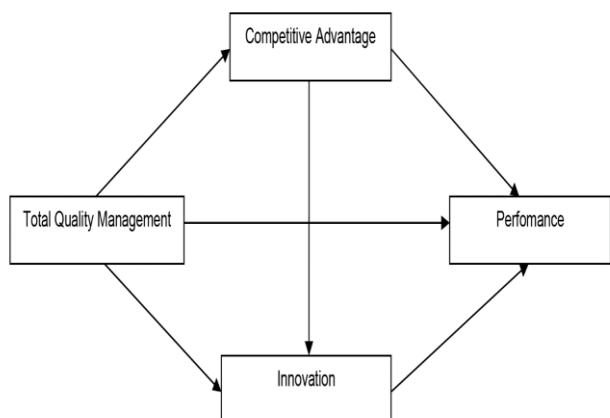 Competitive Advantage
Total Quality Management
Perfomance
Innovation